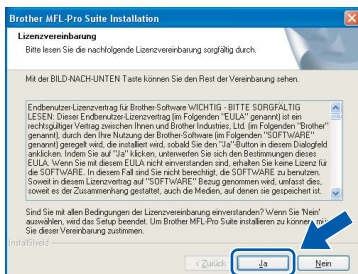 Brother MFL-Pro Suite Installation
Lizenzvereinbarung
Bitte lesen Sie die nachfolgende Lizenzvereinbarung sorgfältig durch.
Mit der BILD-NACH-UNTEN Taste können Sie den Rest der Vereinbarung sehen.
Endbenutzer-Lizenzvertrag für Brother-Software WICHTIG - BITTE SORGFÄLTIG
LESEN: Dieser Endbenutzer-Lizenzvertrag (im Folgenden "EULA" genannt) ist ein
rechtsgültiger Vertrag zwischen Ihnen und Brother Industries, Ltd. (im Folgenden "Brother"
genannt), durch den Ihre Nutzung der Brother-Software (im Folgenden "SOFTWARE"
genannt) geregelt wird, die installiert wird, sobald Sie den "Ja"-Button in diesem Dialogfeld
anklicken. Indem Sie auf "Ja" klicken, unterwerfen Sie sich den Bestimmungen dieses
EULA. Wenn Sie mit diesem EULA nicht einverstanden sind, erhalten Sie keine Lizenz für
die SOFTWARE. In diesem Fall sind Sie nicht berechtigt, die SOFTWARE zu benutzen.
Soweit in diesem Lizenzvertrag auf "SOFTWARE" Bezug genommen wird, umfasst dies,
soweit es der Zusammenhang gestattet, auch die Medien, auf denen sie gespeichert ist.
Sind Sie mit allen Bedingungen der Lizenzvereinbarung einverstanden? Wenn Sie 'Nein'
auswählen, wird das Setup beendet. Um Brother MFL-Pro Suite installieren zu können,
Sie dieser Vereinbarung zustimmen.
InstallShield
< Zurück
Ja
Nein